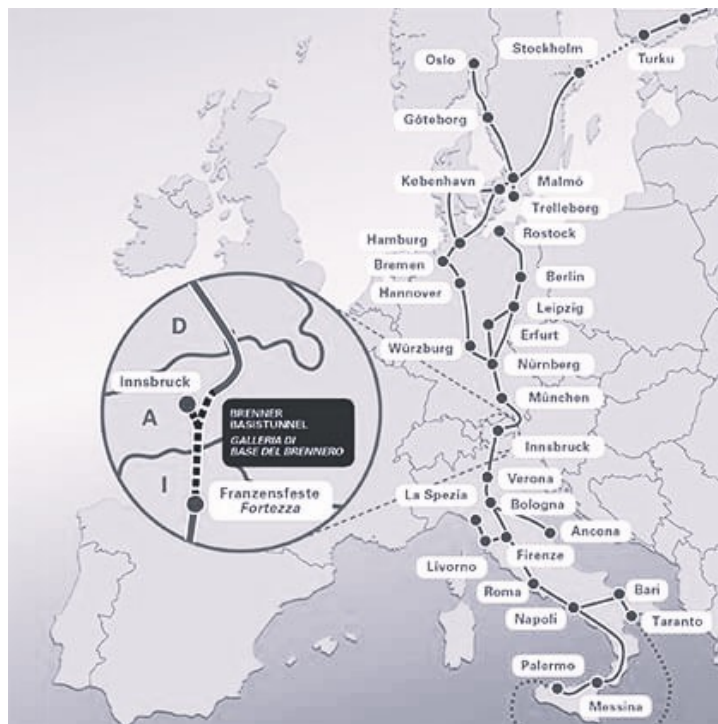 Stockholm
Oslo
Turku
Göteborg
København
Malmö
Trelleborg
Rostock
Hamburg
Bremen
Berlin
Hannover
Leipzig
Erfurt
Würzburg
Nürnberg
München
Innsbruck
Verona
La Spezia
Bologna
Ancona
Firenze
Livorno
Roma
Bari
Napoli
Taranto
Palermo
Messina
D
Innsbruck
A
BRENNER
BASISTUNNEL
GALLERIA DI
BASE DEL BRENNERO
I
Franzensfeste
Fortezza